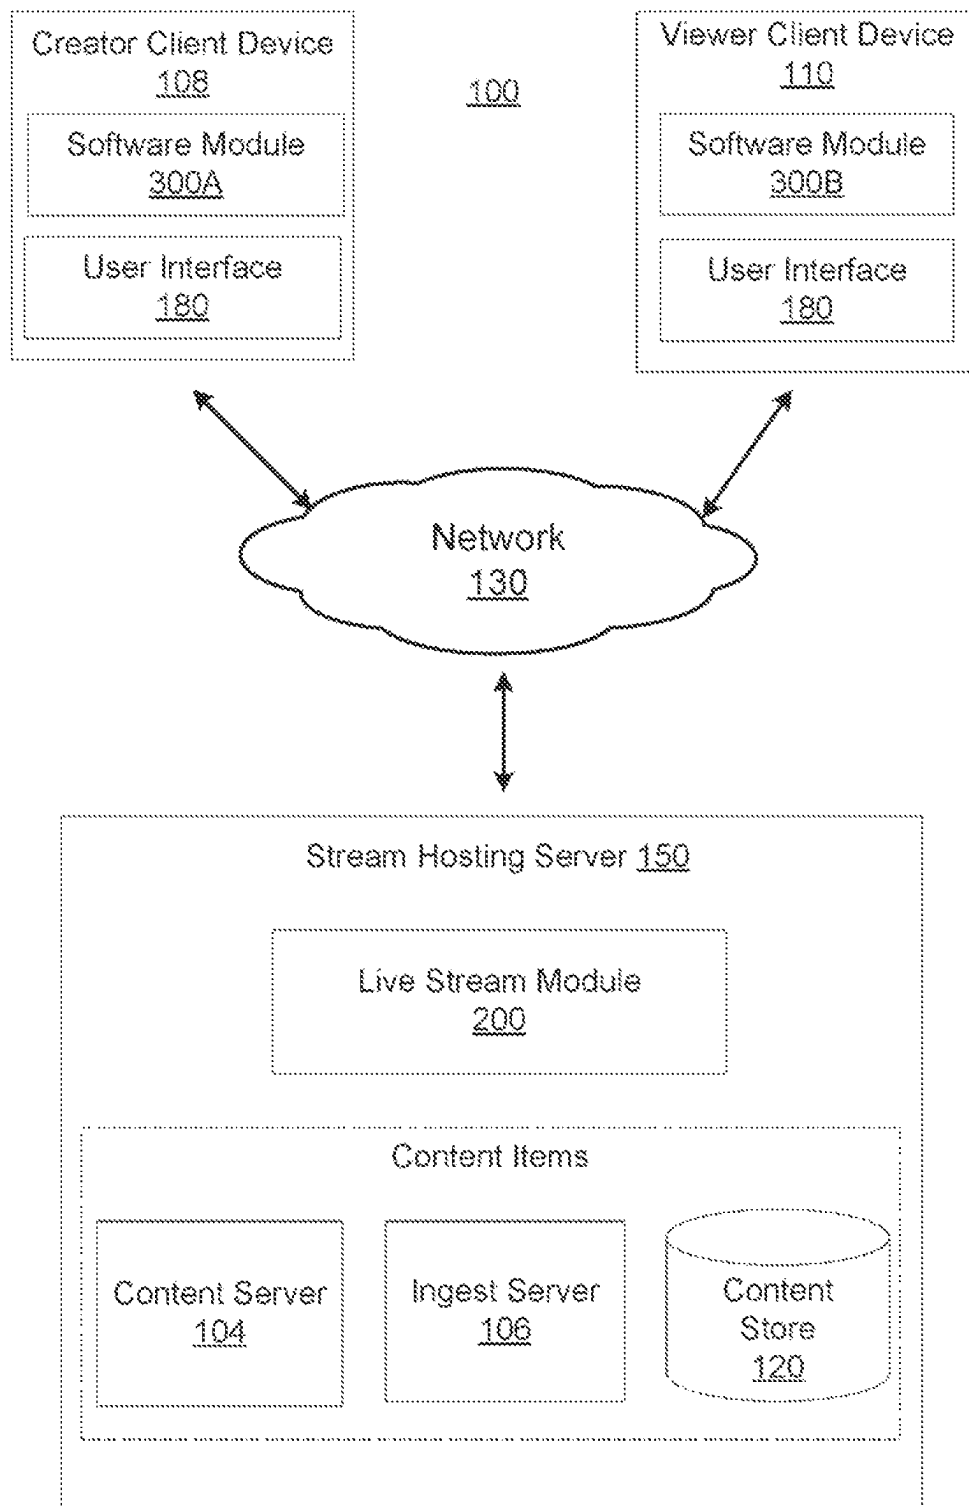 Creator Client Device
108
Software Module
300A
User Interface
180
100
Viewer Client Device
110
Software Module
300B
User Interface
180
Network
130
Stream Hosting Server 150
Live Stream Module
200
Content Items
Content Server
104
Ingest Server
106
Content
Store
120